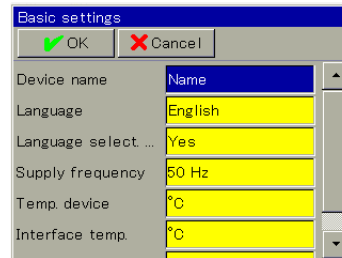 Basic settings
OK Cancel
Device name Name
Language English
Language select. ... Yes
Supply frequency 50 Hz
Temp. device °C
Interface temp. °C